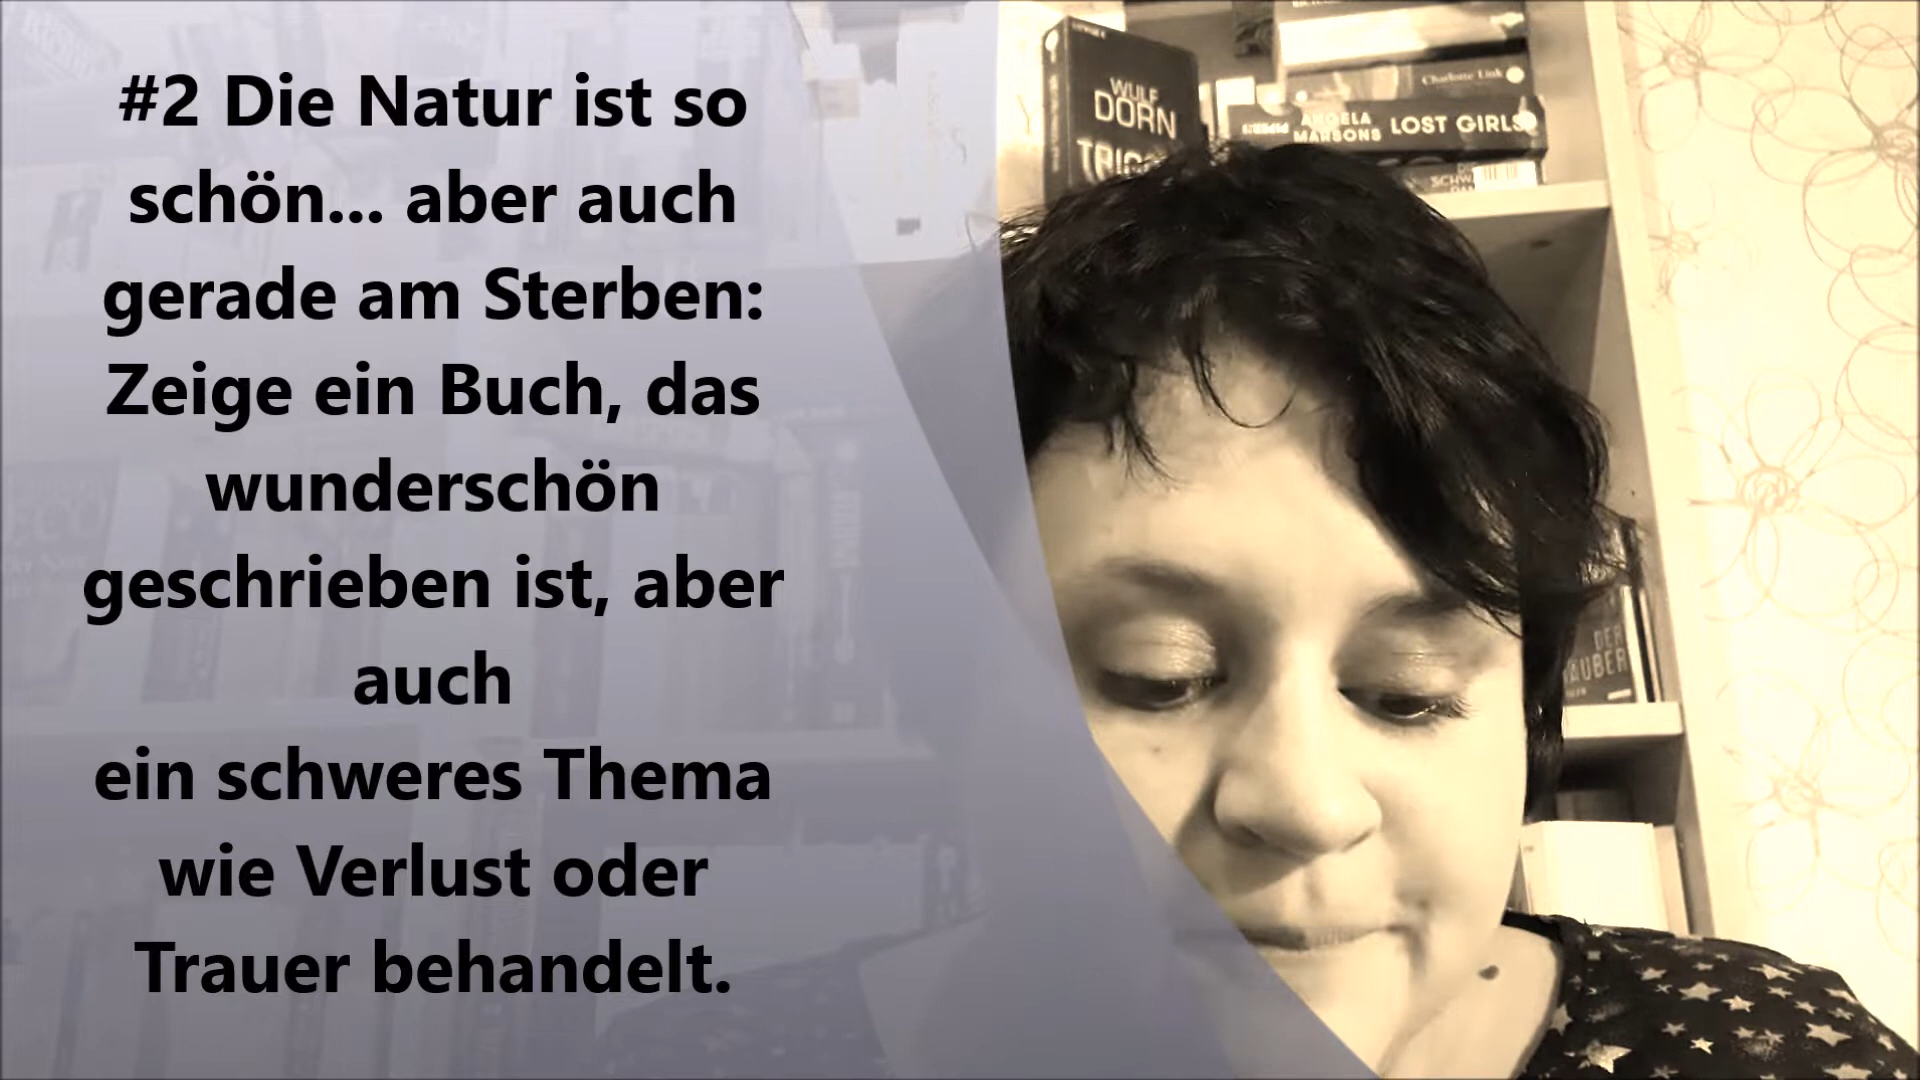 #2 Die Natur ist so
schön... aber auch
gerade am Sterben:
Zeige ein Buch, das
wunderschön
geschrieben ist, aber
auch
ein schweres Thema
wie Verlust oder
Trauer behandelt.
WULF
DORN
Charlotte Link
PIPER
ANGELA
MARSONS LOST GIRLS
DER